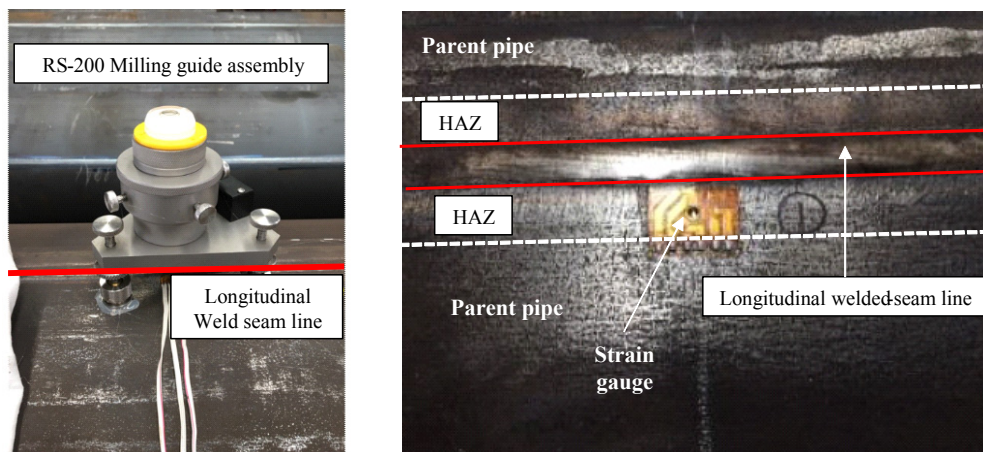 RS-200 Milling guide assembly
Longitudinal
Weld seam line
Parent pipe
HAZ
HAZ
1
Parent pipe
Longitudinal welded-seam line
Strain
gauge